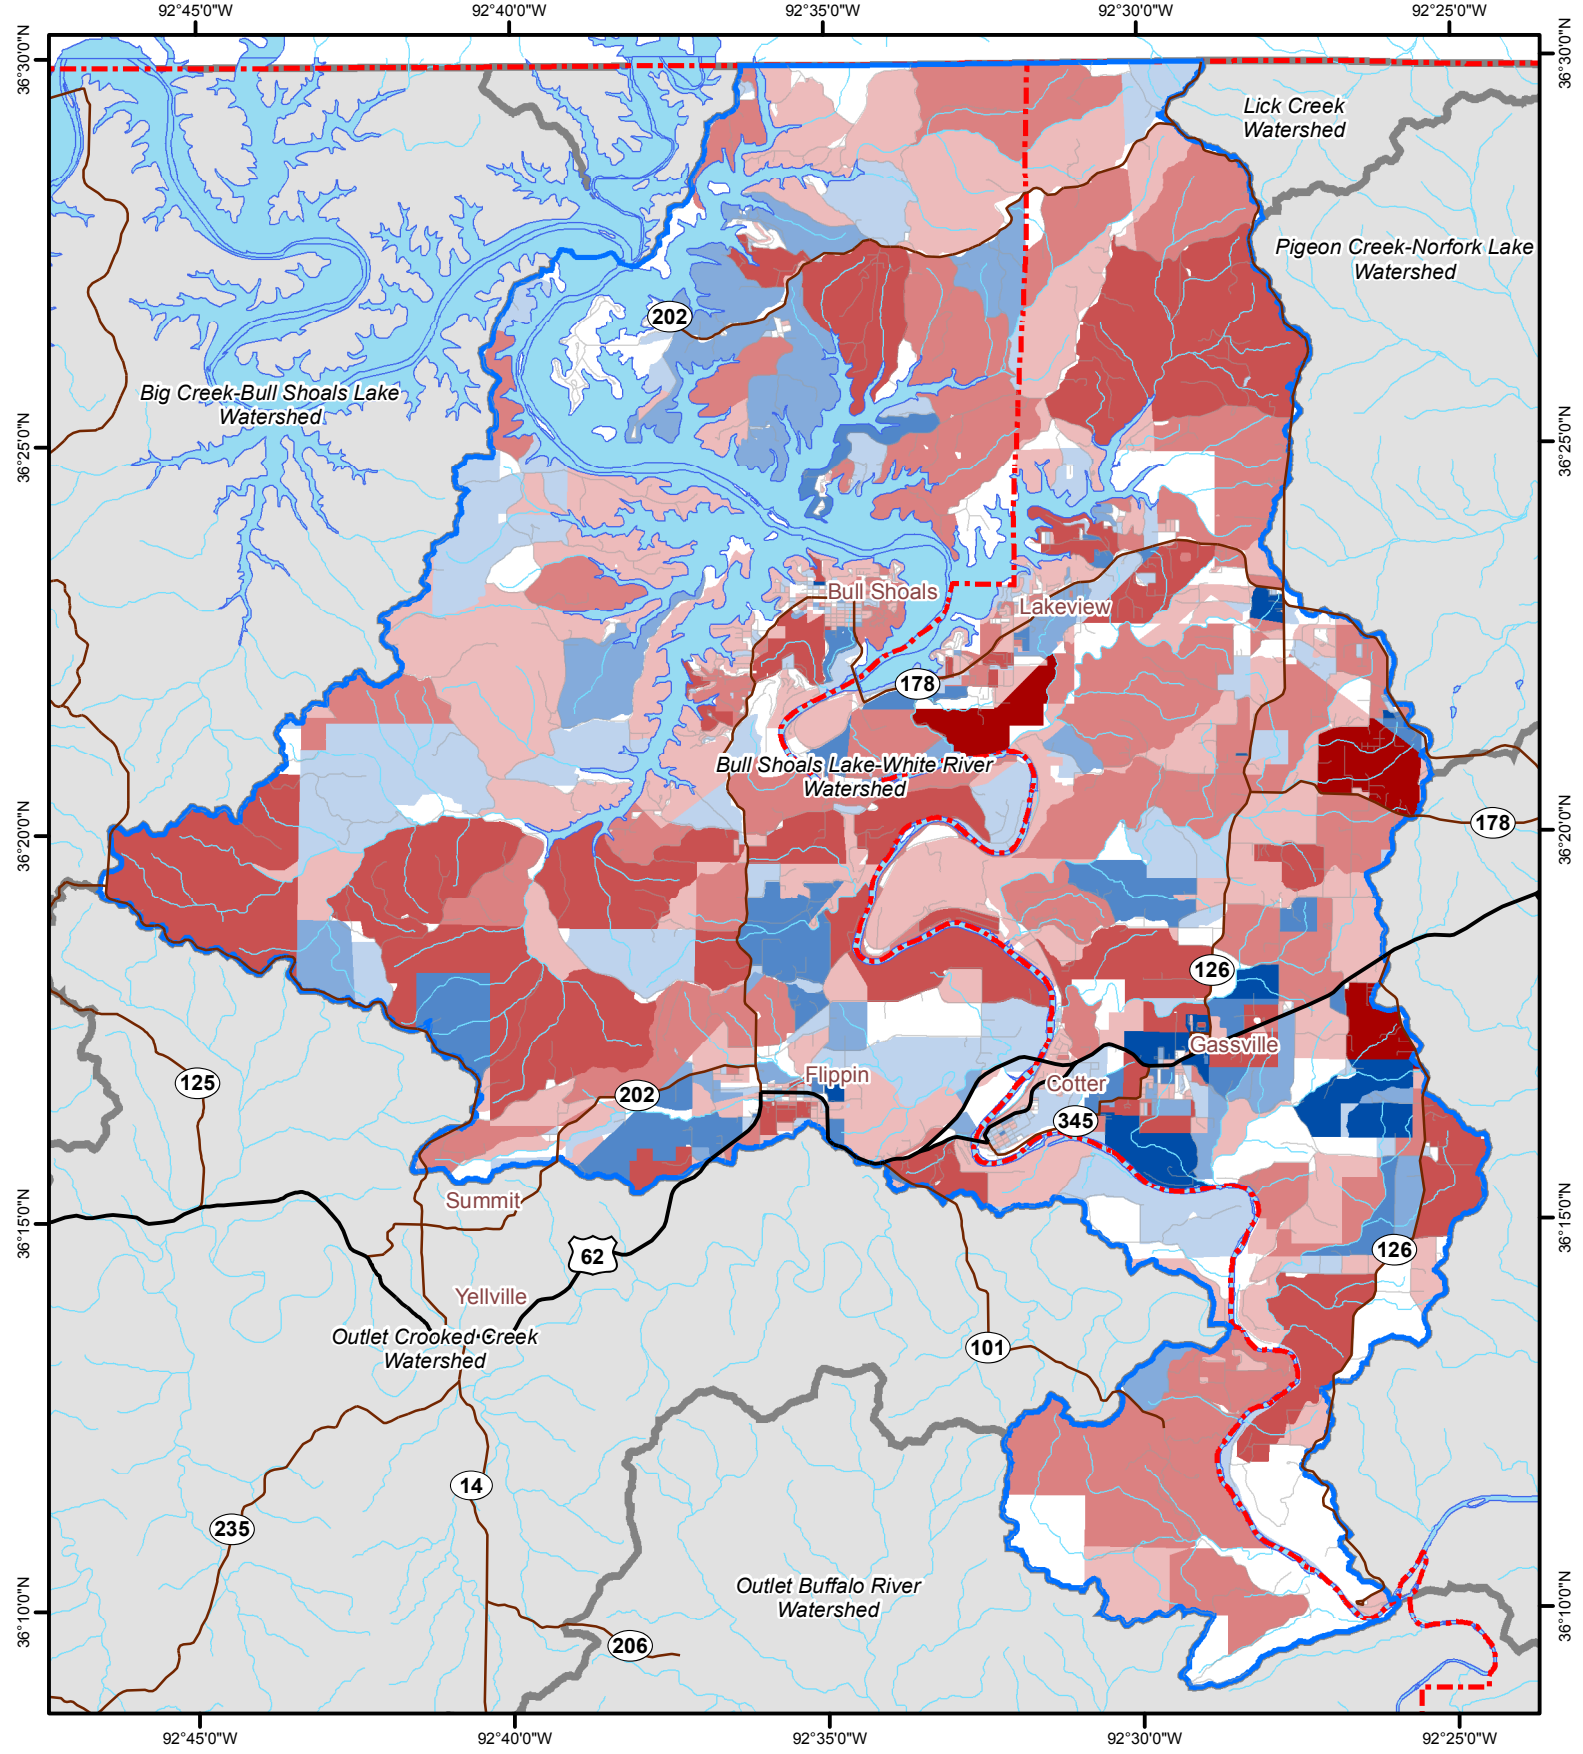 92°45'0"W
92°40'0"W
92°35'0"W
92°30'0"W
92°25'0"W
36°30'0"N
36°30'0"N
Lick Creek
Watershed
Pigeon Creek-Norfork Lake
Watershed
202
Big Creek-Bull Shoals Lake
Watershed
36°25'0"N
36°25'0"N
Bull Shoals
Lakeview
178
Bull Shoals Lake-White River
Watershed
36°20'0"N
36°20'0"N
178
126
Gassville
Flippin
Cotter
125
202
345
Summit
36°15'0"N
36°15'0"N
62
126
Yellville
Outlet Crooked Creek
Watershed
101
14
235
Outlet Buffalo River
Watershed
36°10'0"N
36°10'0"N
206
92°45'0"W
92°40'0"W
92°35'0"W
92°30'0"W
92°25'0"W